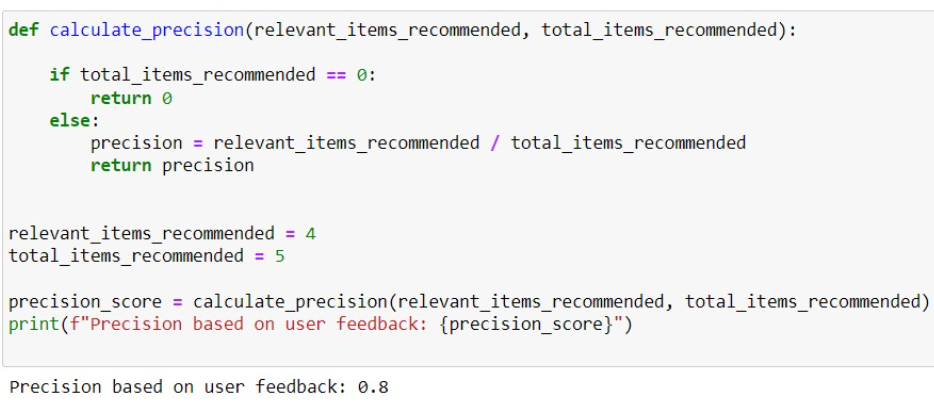 def calculate_precision(relevant_items_recommended, total_items_recommended):
    if total_items_recommended == 0:
        return 0
    else:
        precision = relevant_items_recommended / total_items_recommended
        return precision
relevant_items_recommended = 4
total_items_recommended = 5
precision_score = calculate_precision(relevant_items_recommended, total_items_recommended)
print(f"Precision based on user feedback: {precision_score}")
Precision based on user feedback: 0.8